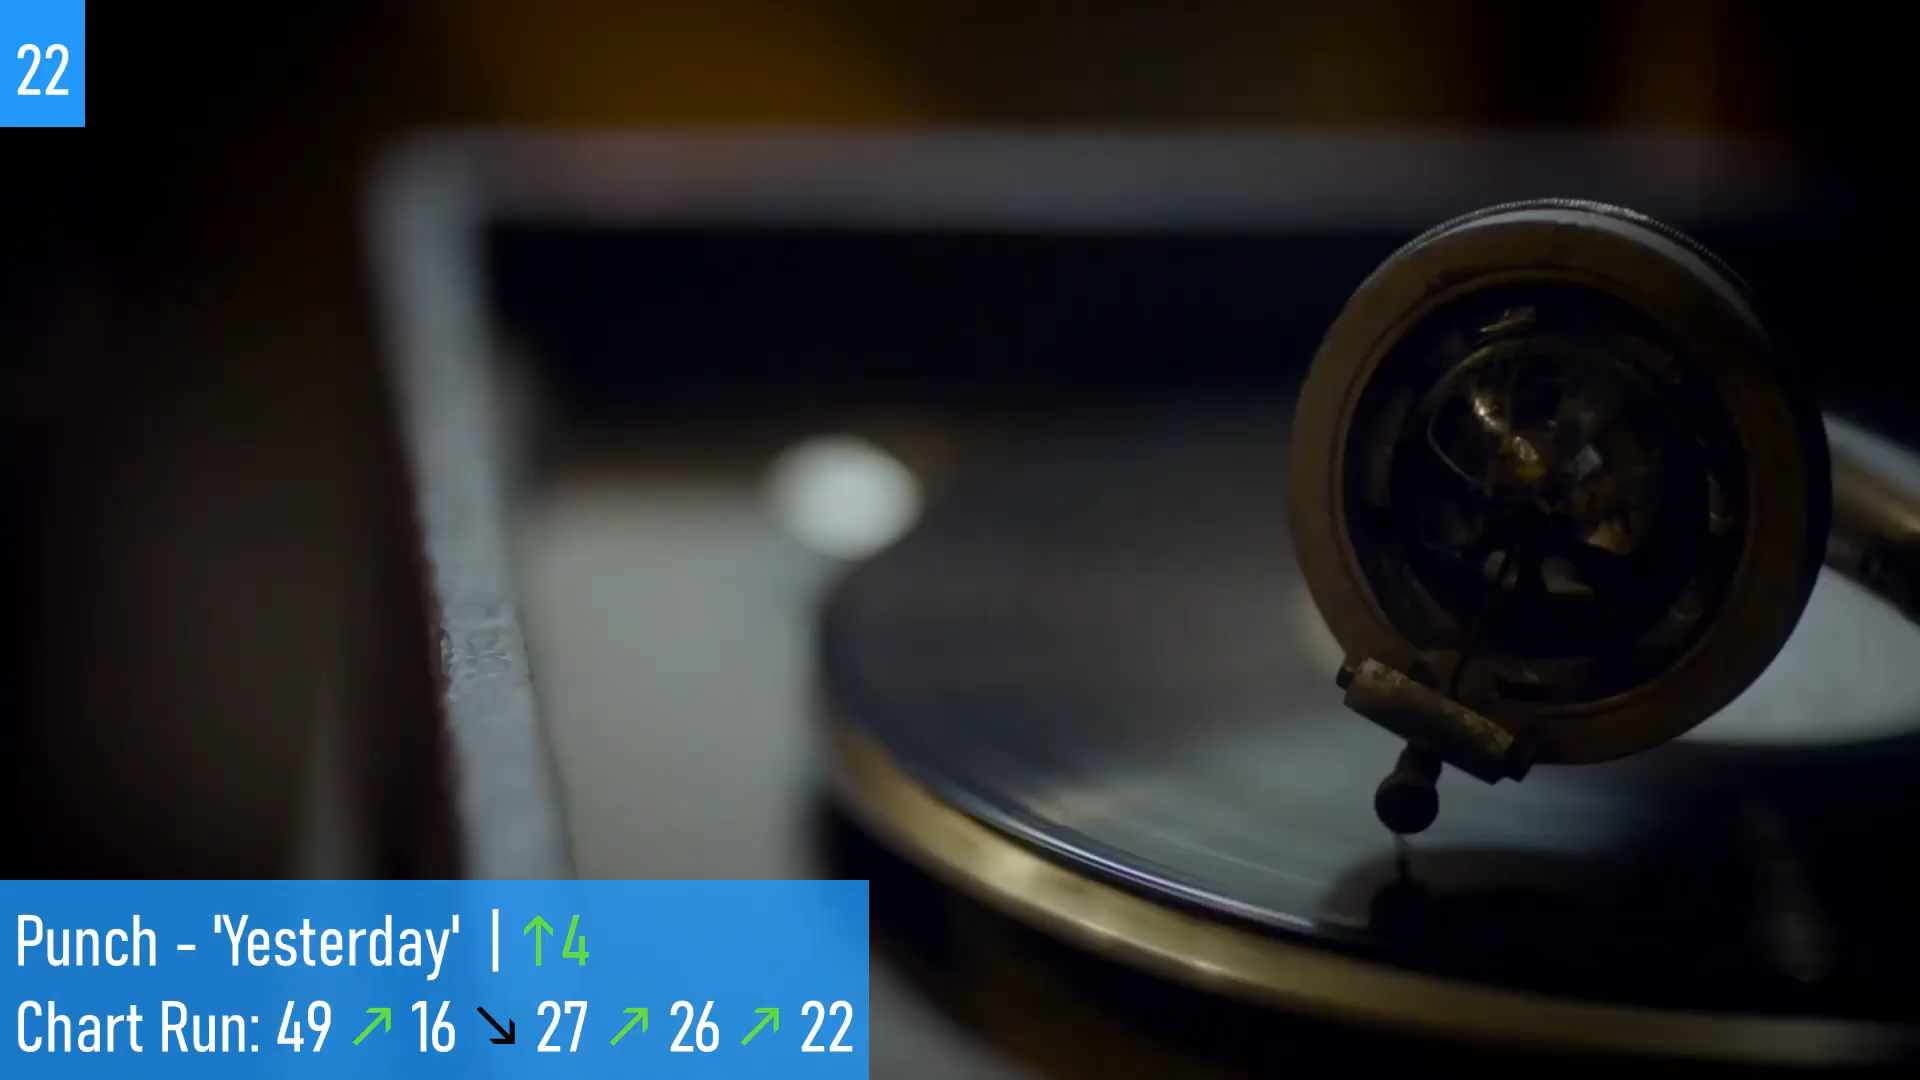 22
Punch - 'Yesterday' | ↑4
Chart Run: 49 ↗ 16 ↘ 27 ↗ 26 ↗ 22